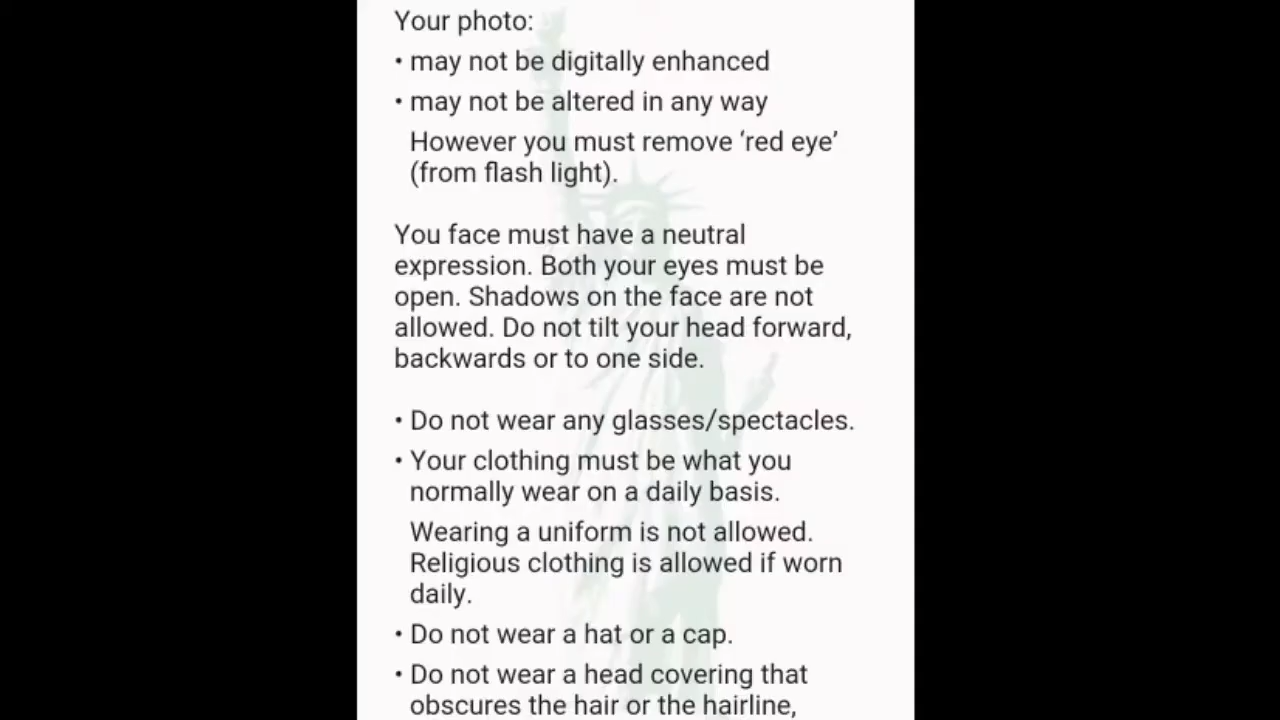 Your photo:
• may not be digitally enhanced
• may not be altered in any way
However you must remove ‘red eye’
(from flash light).
You face must have a neutral
expression. Both your eyes must be
open. Shadows on the face are not
allowed. Do not tilt your head forward,
backwards or to one side.
• Do not wear any glasses/spectacles.
• Your clothing must be what you
normally wear on a daily basis.
Wearing a uniform is not allowed.
Religious clothing is allowed if worn
daily.
• Do not wear a hat or a cap.
• Do not wear a head covering that
obscures the hair or the hairline,